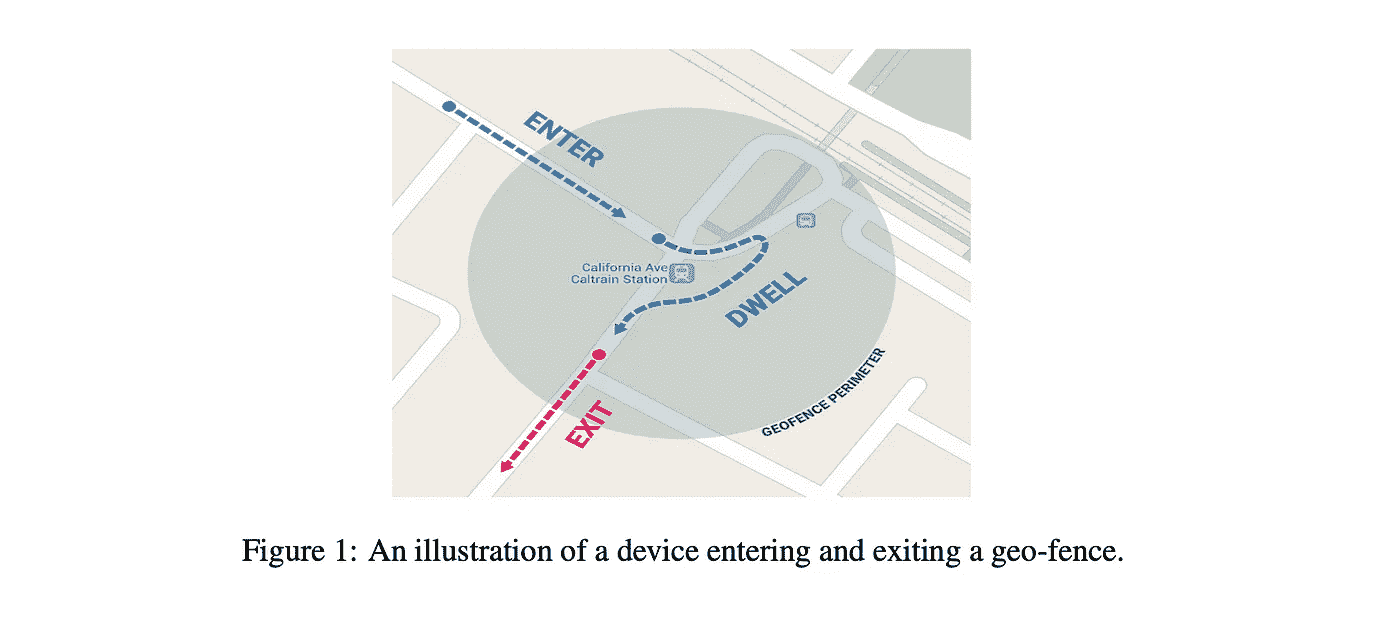 ENTER
California Ave
Caltrain Station
DWELL
GEOFENCE PERIMETER
EXIT
Figure 1: An illustration of a device entering and exiting a geo-fence.